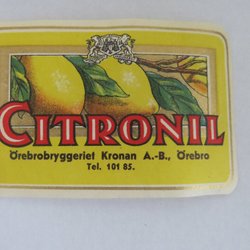 CITRONIL
Örebrobryggeriet Kronan A.-B., Örebro
Tel. 101 85.